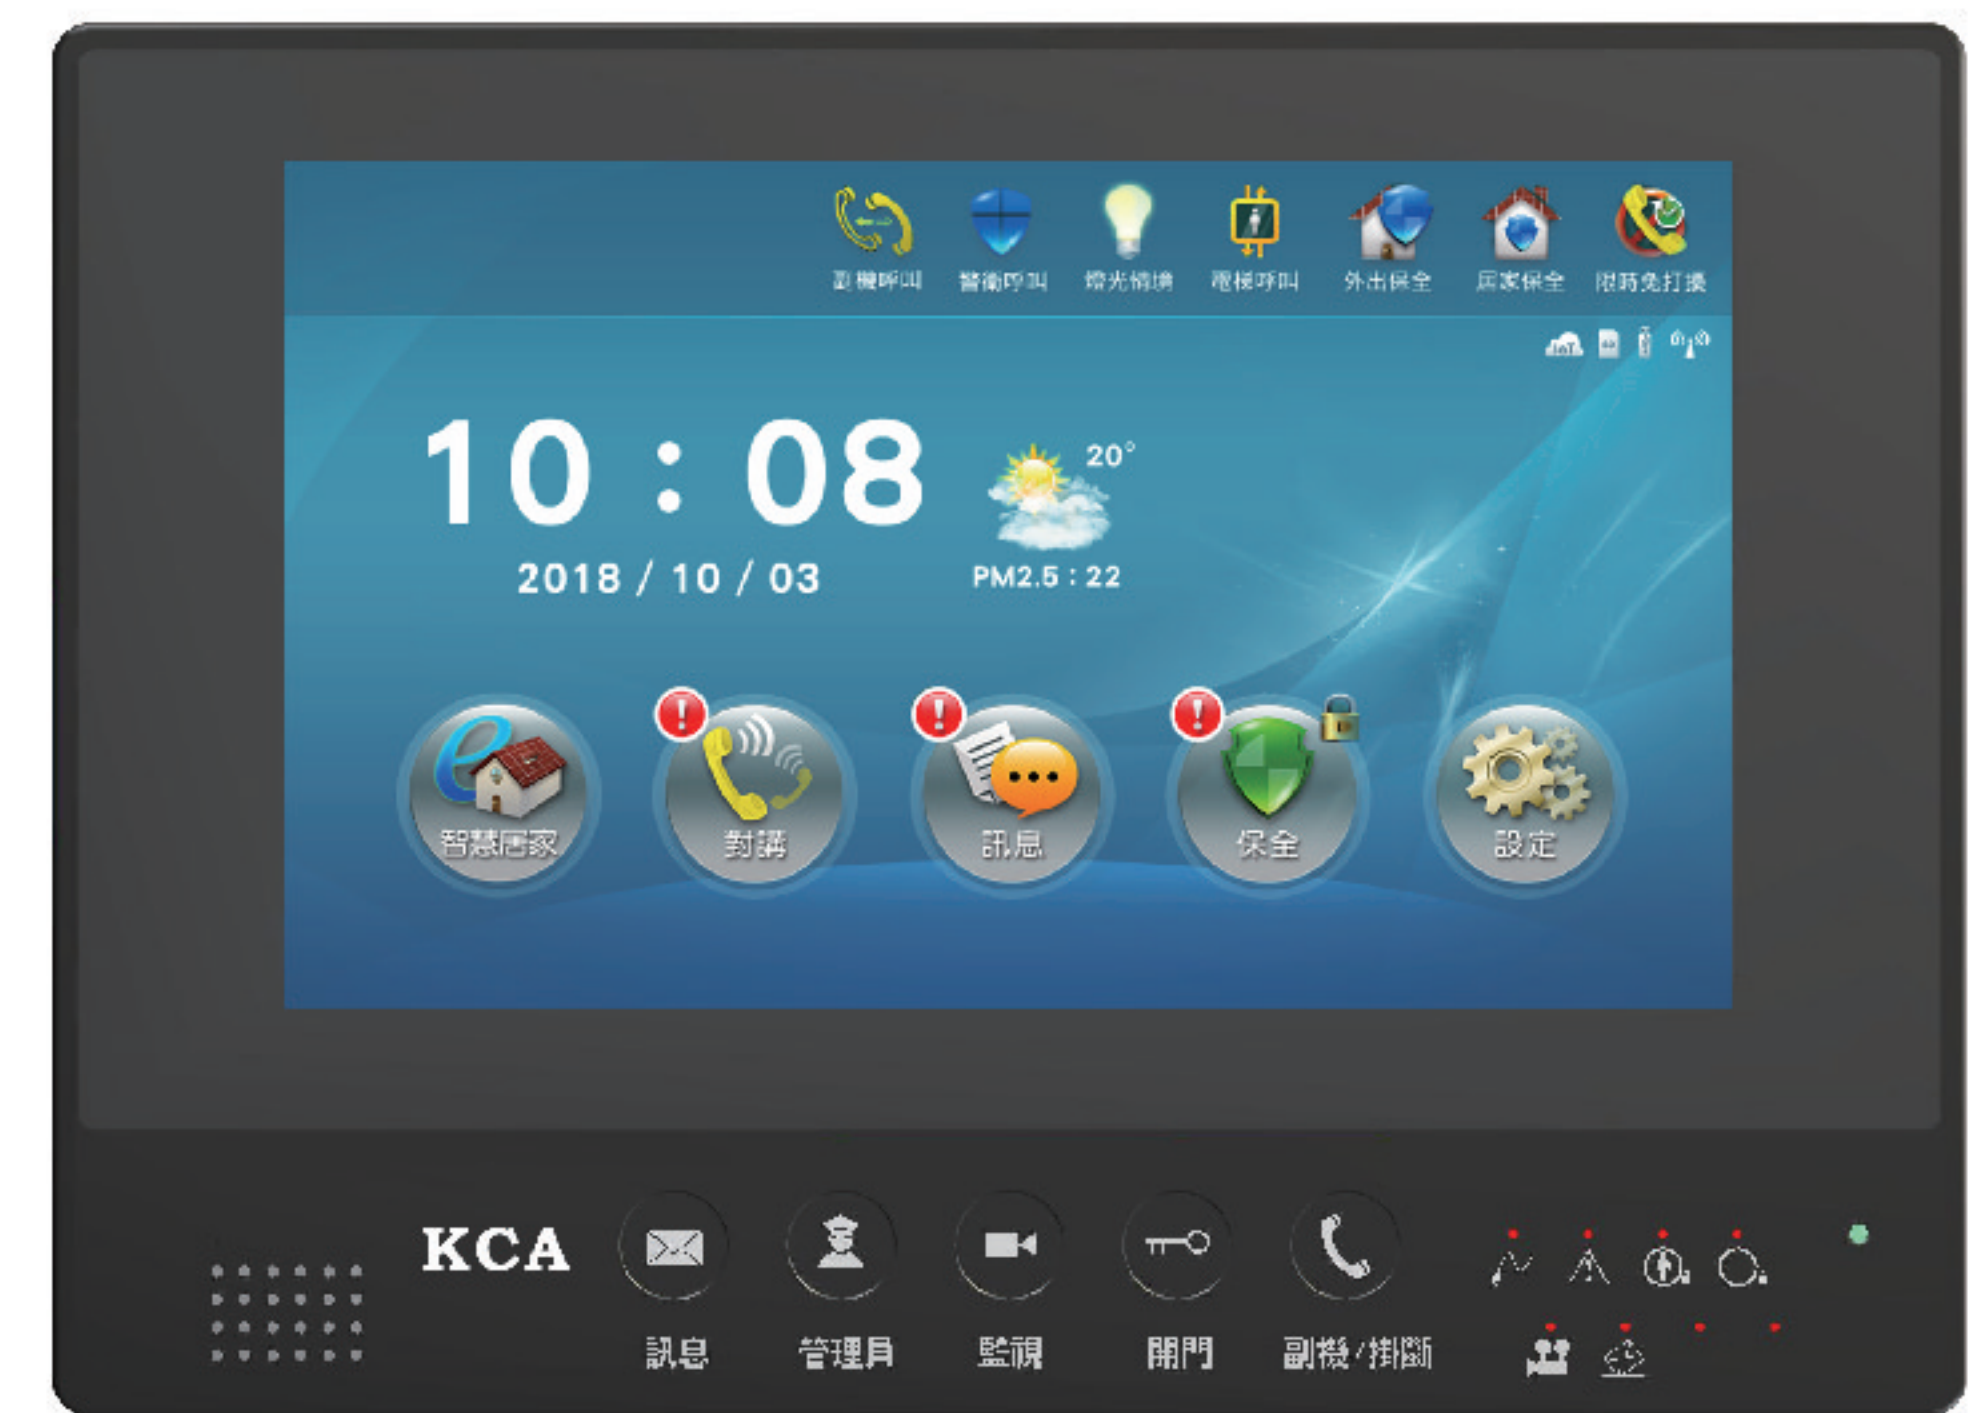 副機呼叫 警衛呼叫 燈光情境 電梯呼叫 外出保全 居家保全 限時免打擾
IoT
10 : 08
20°
2018 / 10 / 03
PM2.5 : 22
智慧居家 對講 訊息 保全 設定
KCA
訊息 管理員 監視 開門 副機/掛斷